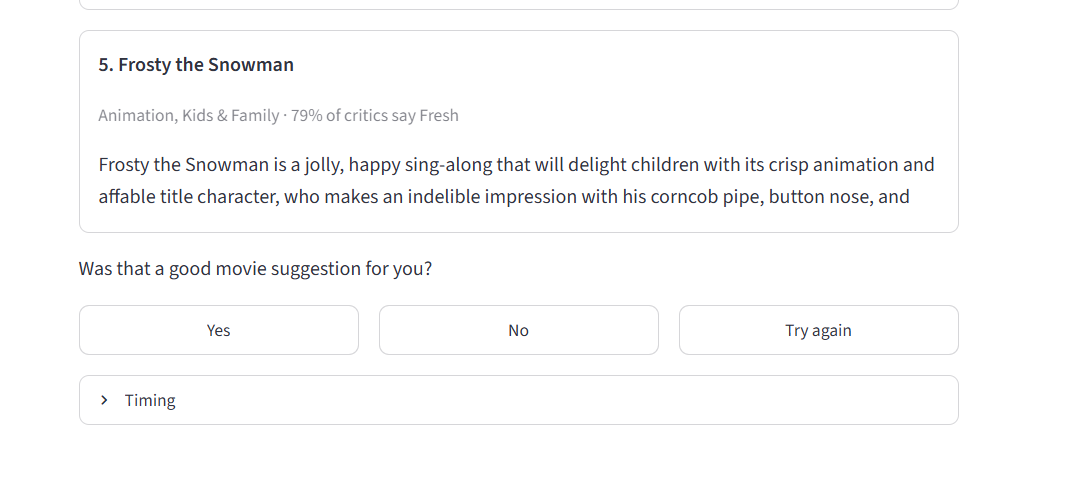 5. Frosty the Snowman
Animation, Kids & Family · 79% of critics say Fresh
Frosty the Snowman is a jolly, happy sing-along that will delight children with its crisp animation and
affable title character, who makes an indelible impression with his corncob pipe, button nose, and
Was that a good movie suggestion for you?
Yes
No
Try again
Timing